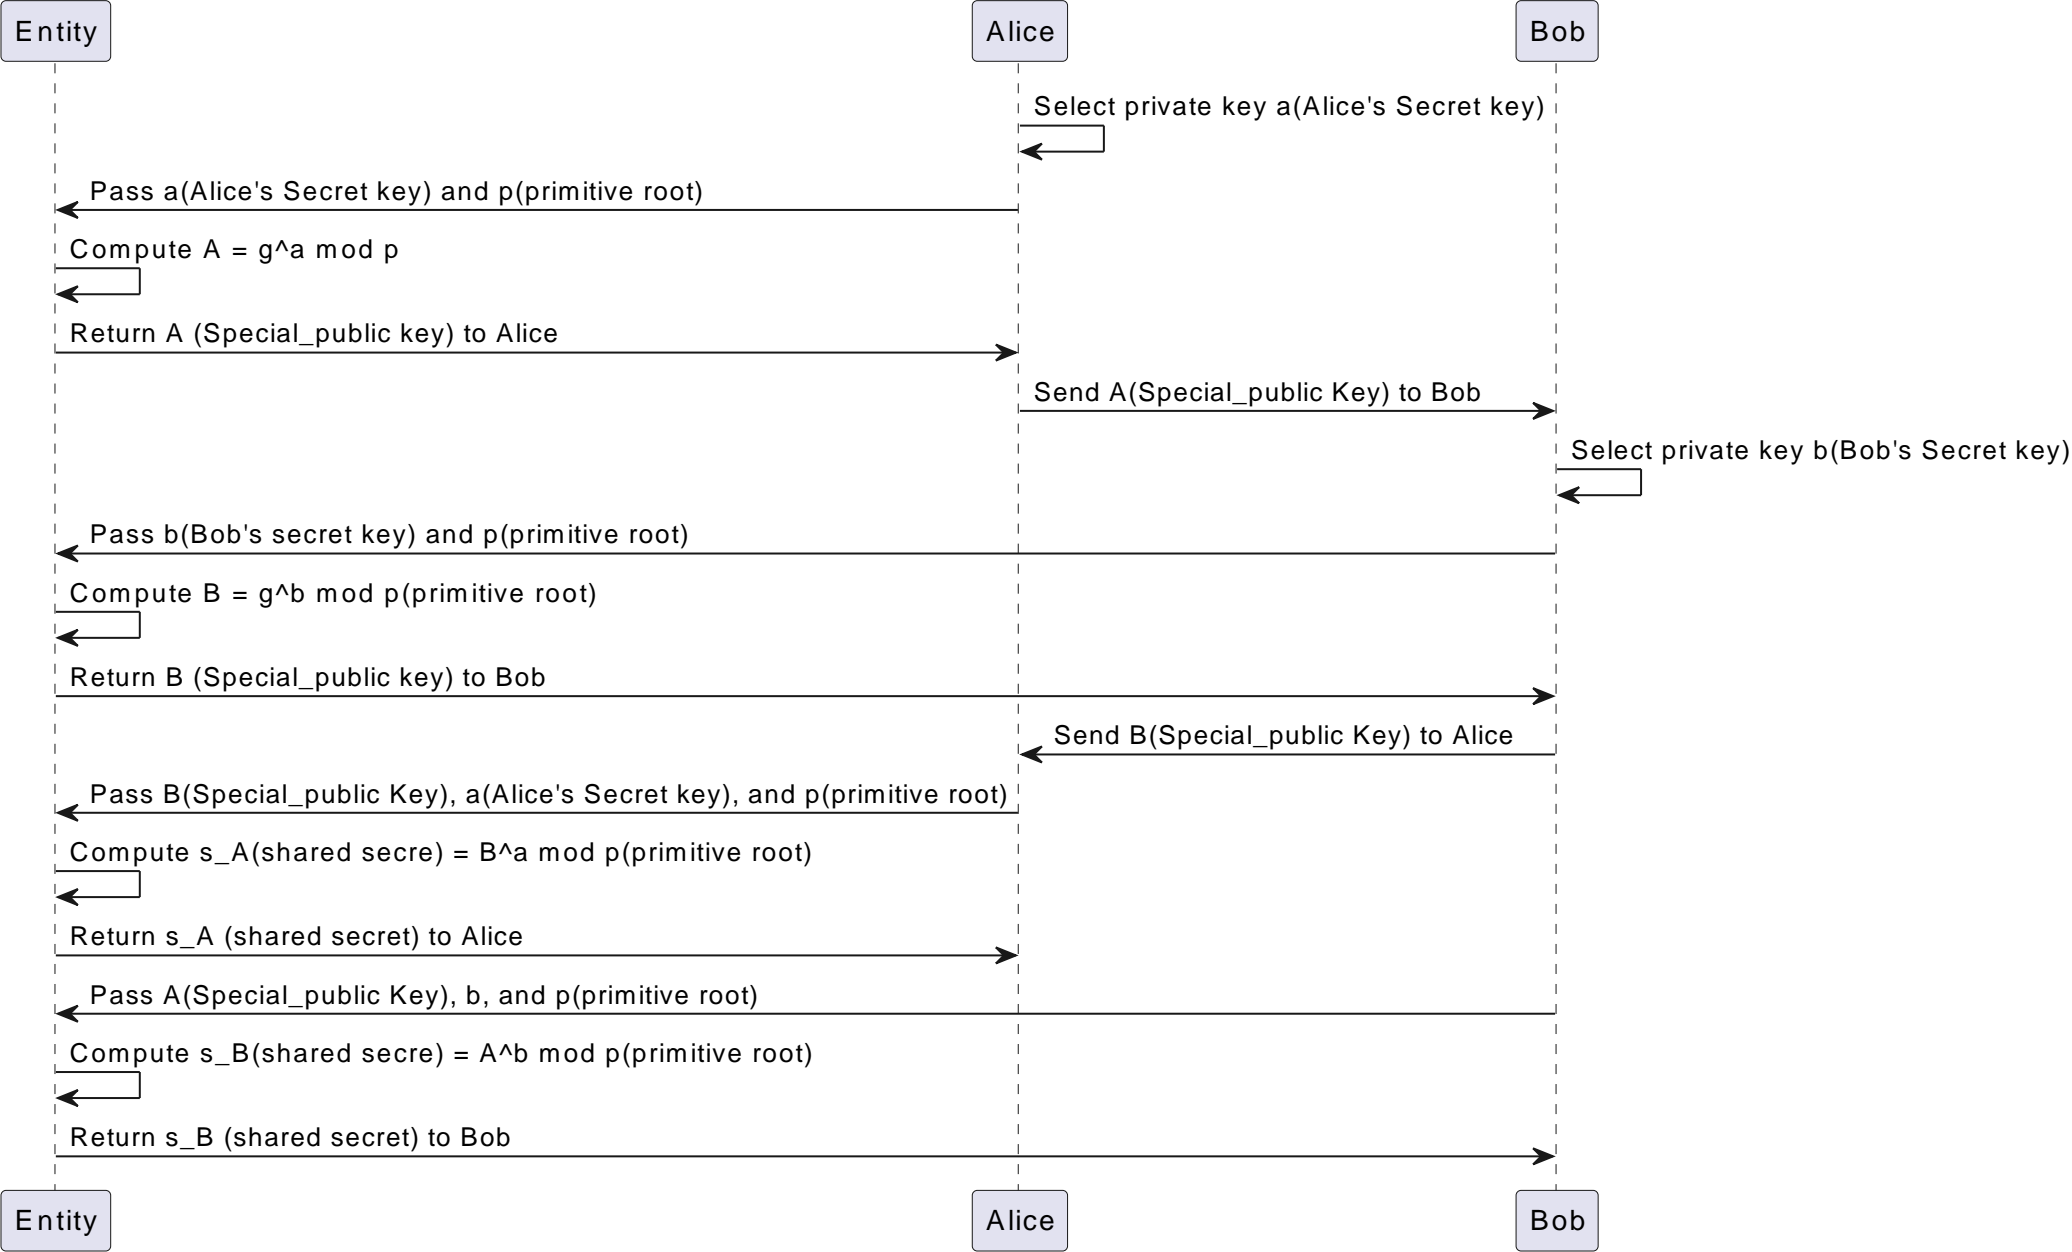 Entity Alice Bob
Select private key a(Alice's Secret key)
Pass a(Alice's Secret key) and p(primitive root)
Compute A = g^a mod p
Return A (Special_public key) to Alice
Send A(Special_public Key) to Bob
Select private key b(Bob's Secret key)
Pass b(Bob's secret key) and p(primitive root)
Compute B = g^b mod p(primitive root)
Return B (Special_public key) to Bob
Send B(Special_public Key) to Alice
Pass B(Special_public Key), a(Alice's Secret key), and p(primitive root)
Compute s_A(shared secre) = B^a mod p(primitive root)
Return s_A (shared secret) to Alice
Pass A(Special_public Key), b, and p(primitive root)
Compute s_B(shared secre) = A^b mod p(primitive root)
Return s_B (shared secret) to Bob
Entity Alice Bob